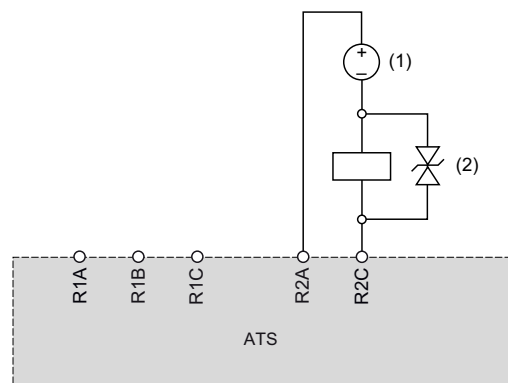 +
(1)
–
(2)
R1A
R1B
R1C
R2A
R2C
ATS